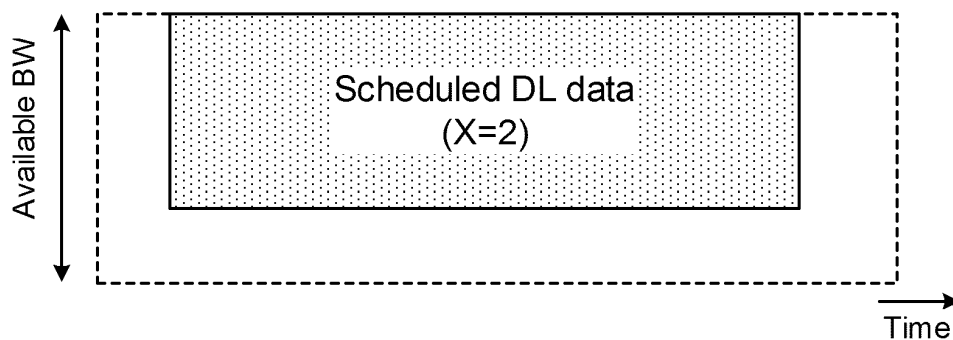 Available BW
Scheduled DL data
(X=2)
Time